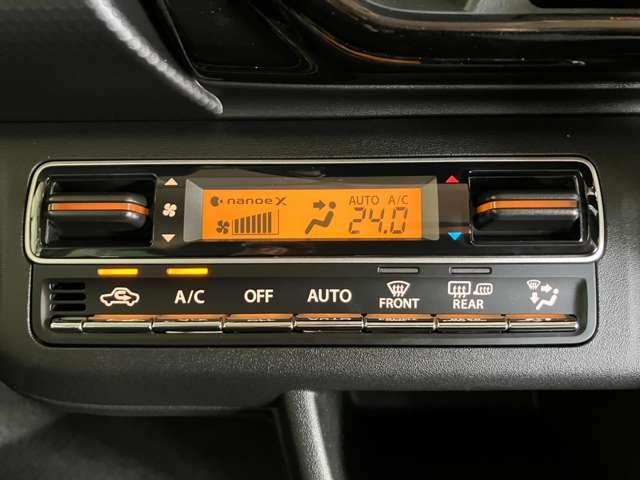 nanoeX
AUTO A/C
24.0
A/C OFF AUTO FRONT REAR